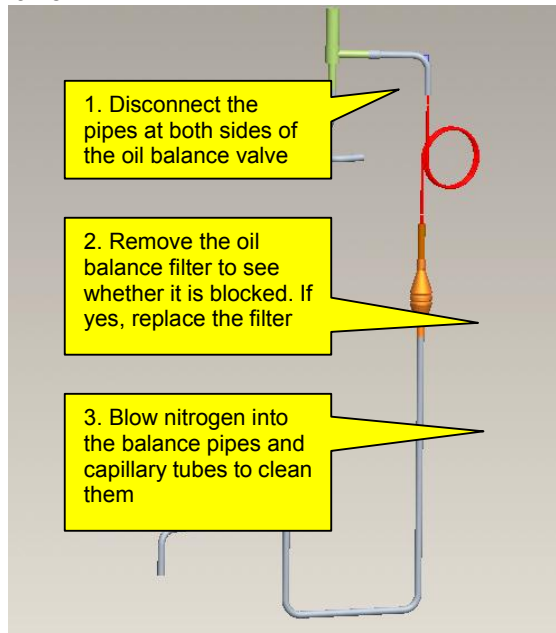 1. Disconnect the
pipes at both sides of
the oil balance valve
2. Remove the oil
balance filter to see
whether it is blocked. If
yes, replace the filter
3. Blow nitrogen into
the balance pipes and
capillary tubes to clean
them